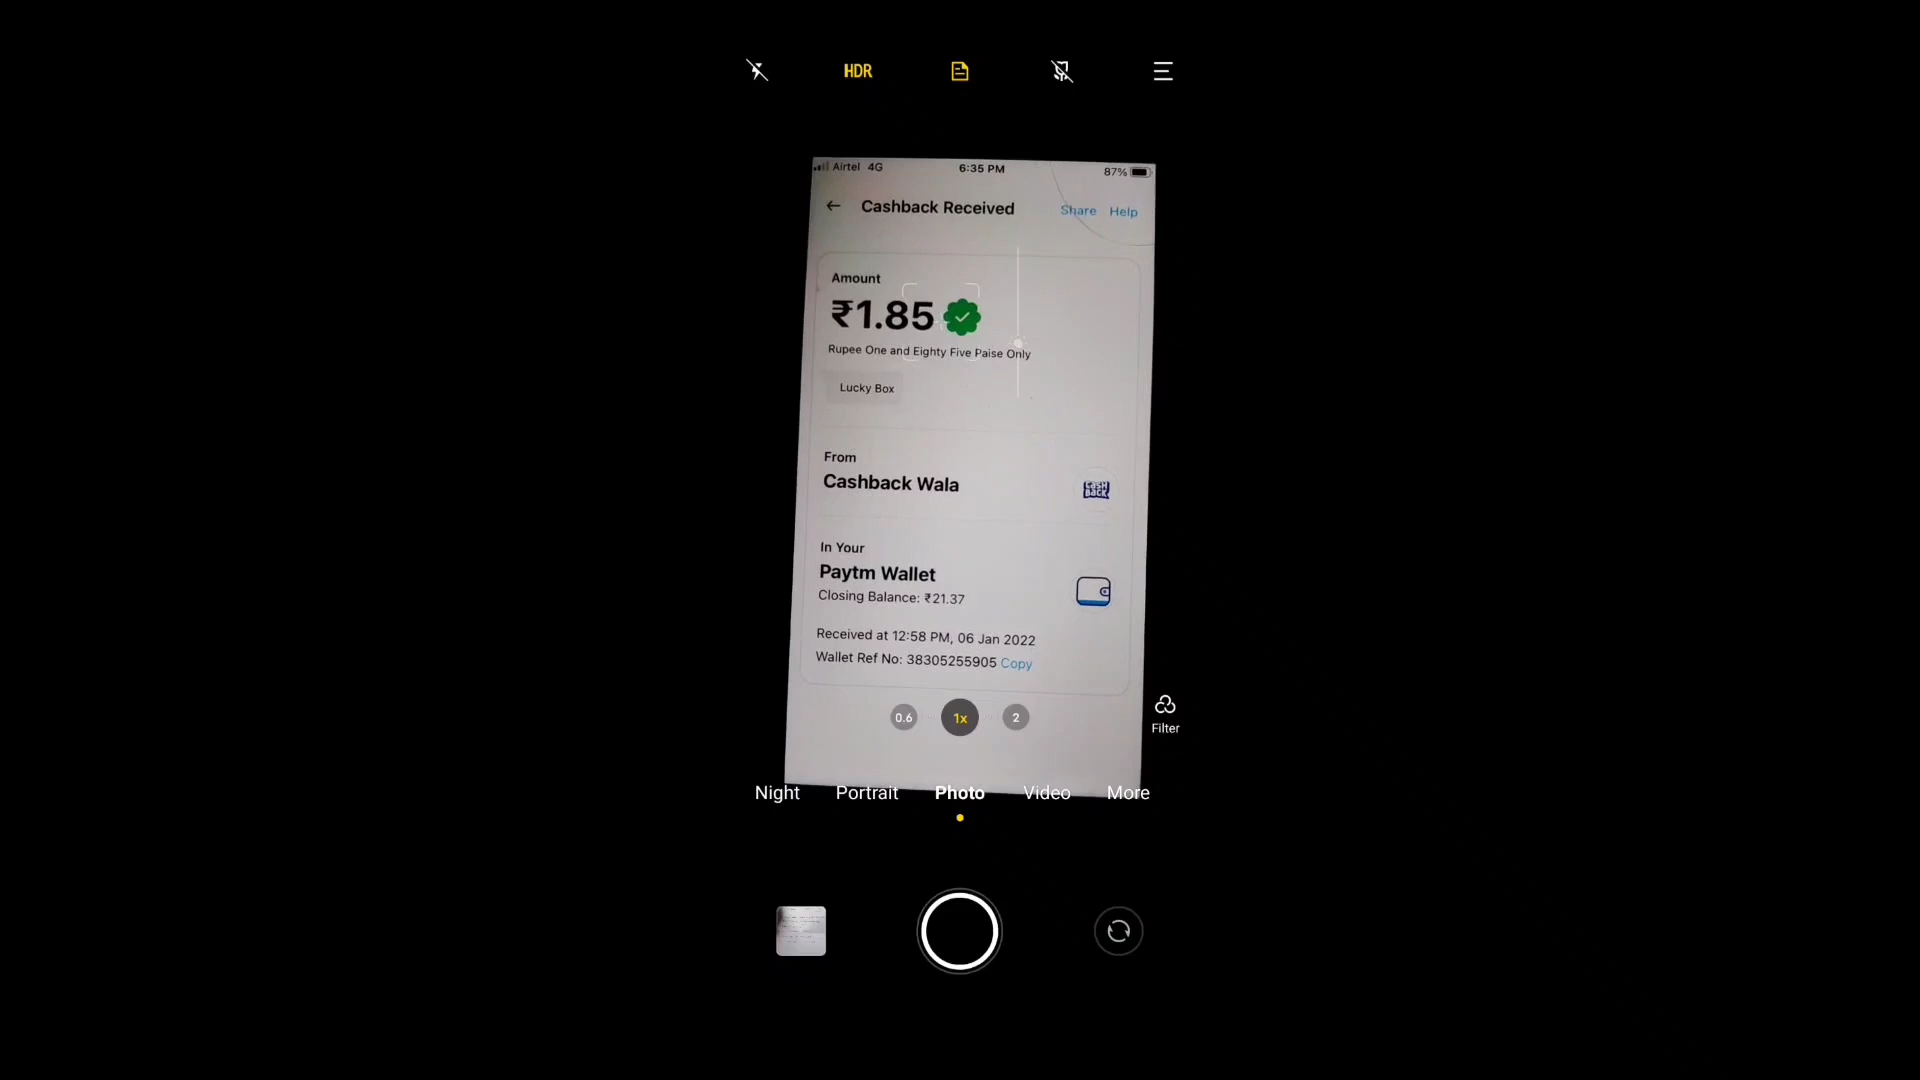 HDR
Airtel 4G 6:35 PM 87%
Cashback Received Share Help
Amount
₹1.85
Rupee One and Eighty Five Paise Only
Lucky Box
From
Cashback Wala
CASH
BACK
In Your
Paytm Wallet
Closing Balance: ₹21.37
Received at 12:58 PM, 06 Jan 2022
Wallet Ref No: 38305255905 Copy
0.6 1x 2
Filter
Night Portrait Photo Video More